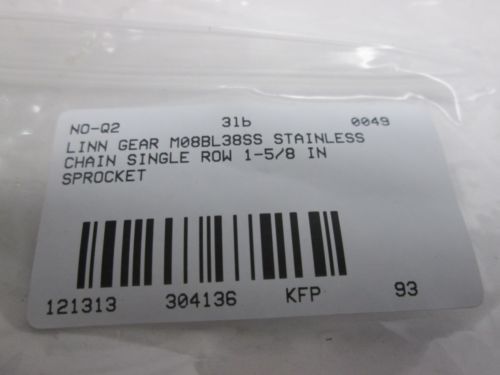 NO-Q2 31b 0049
LINN GEAR M08BL38SS STAINLESS
CHAIN SINGLE ROW 1-5/8 IN
SPROCKET
121313 304136 KFP 93